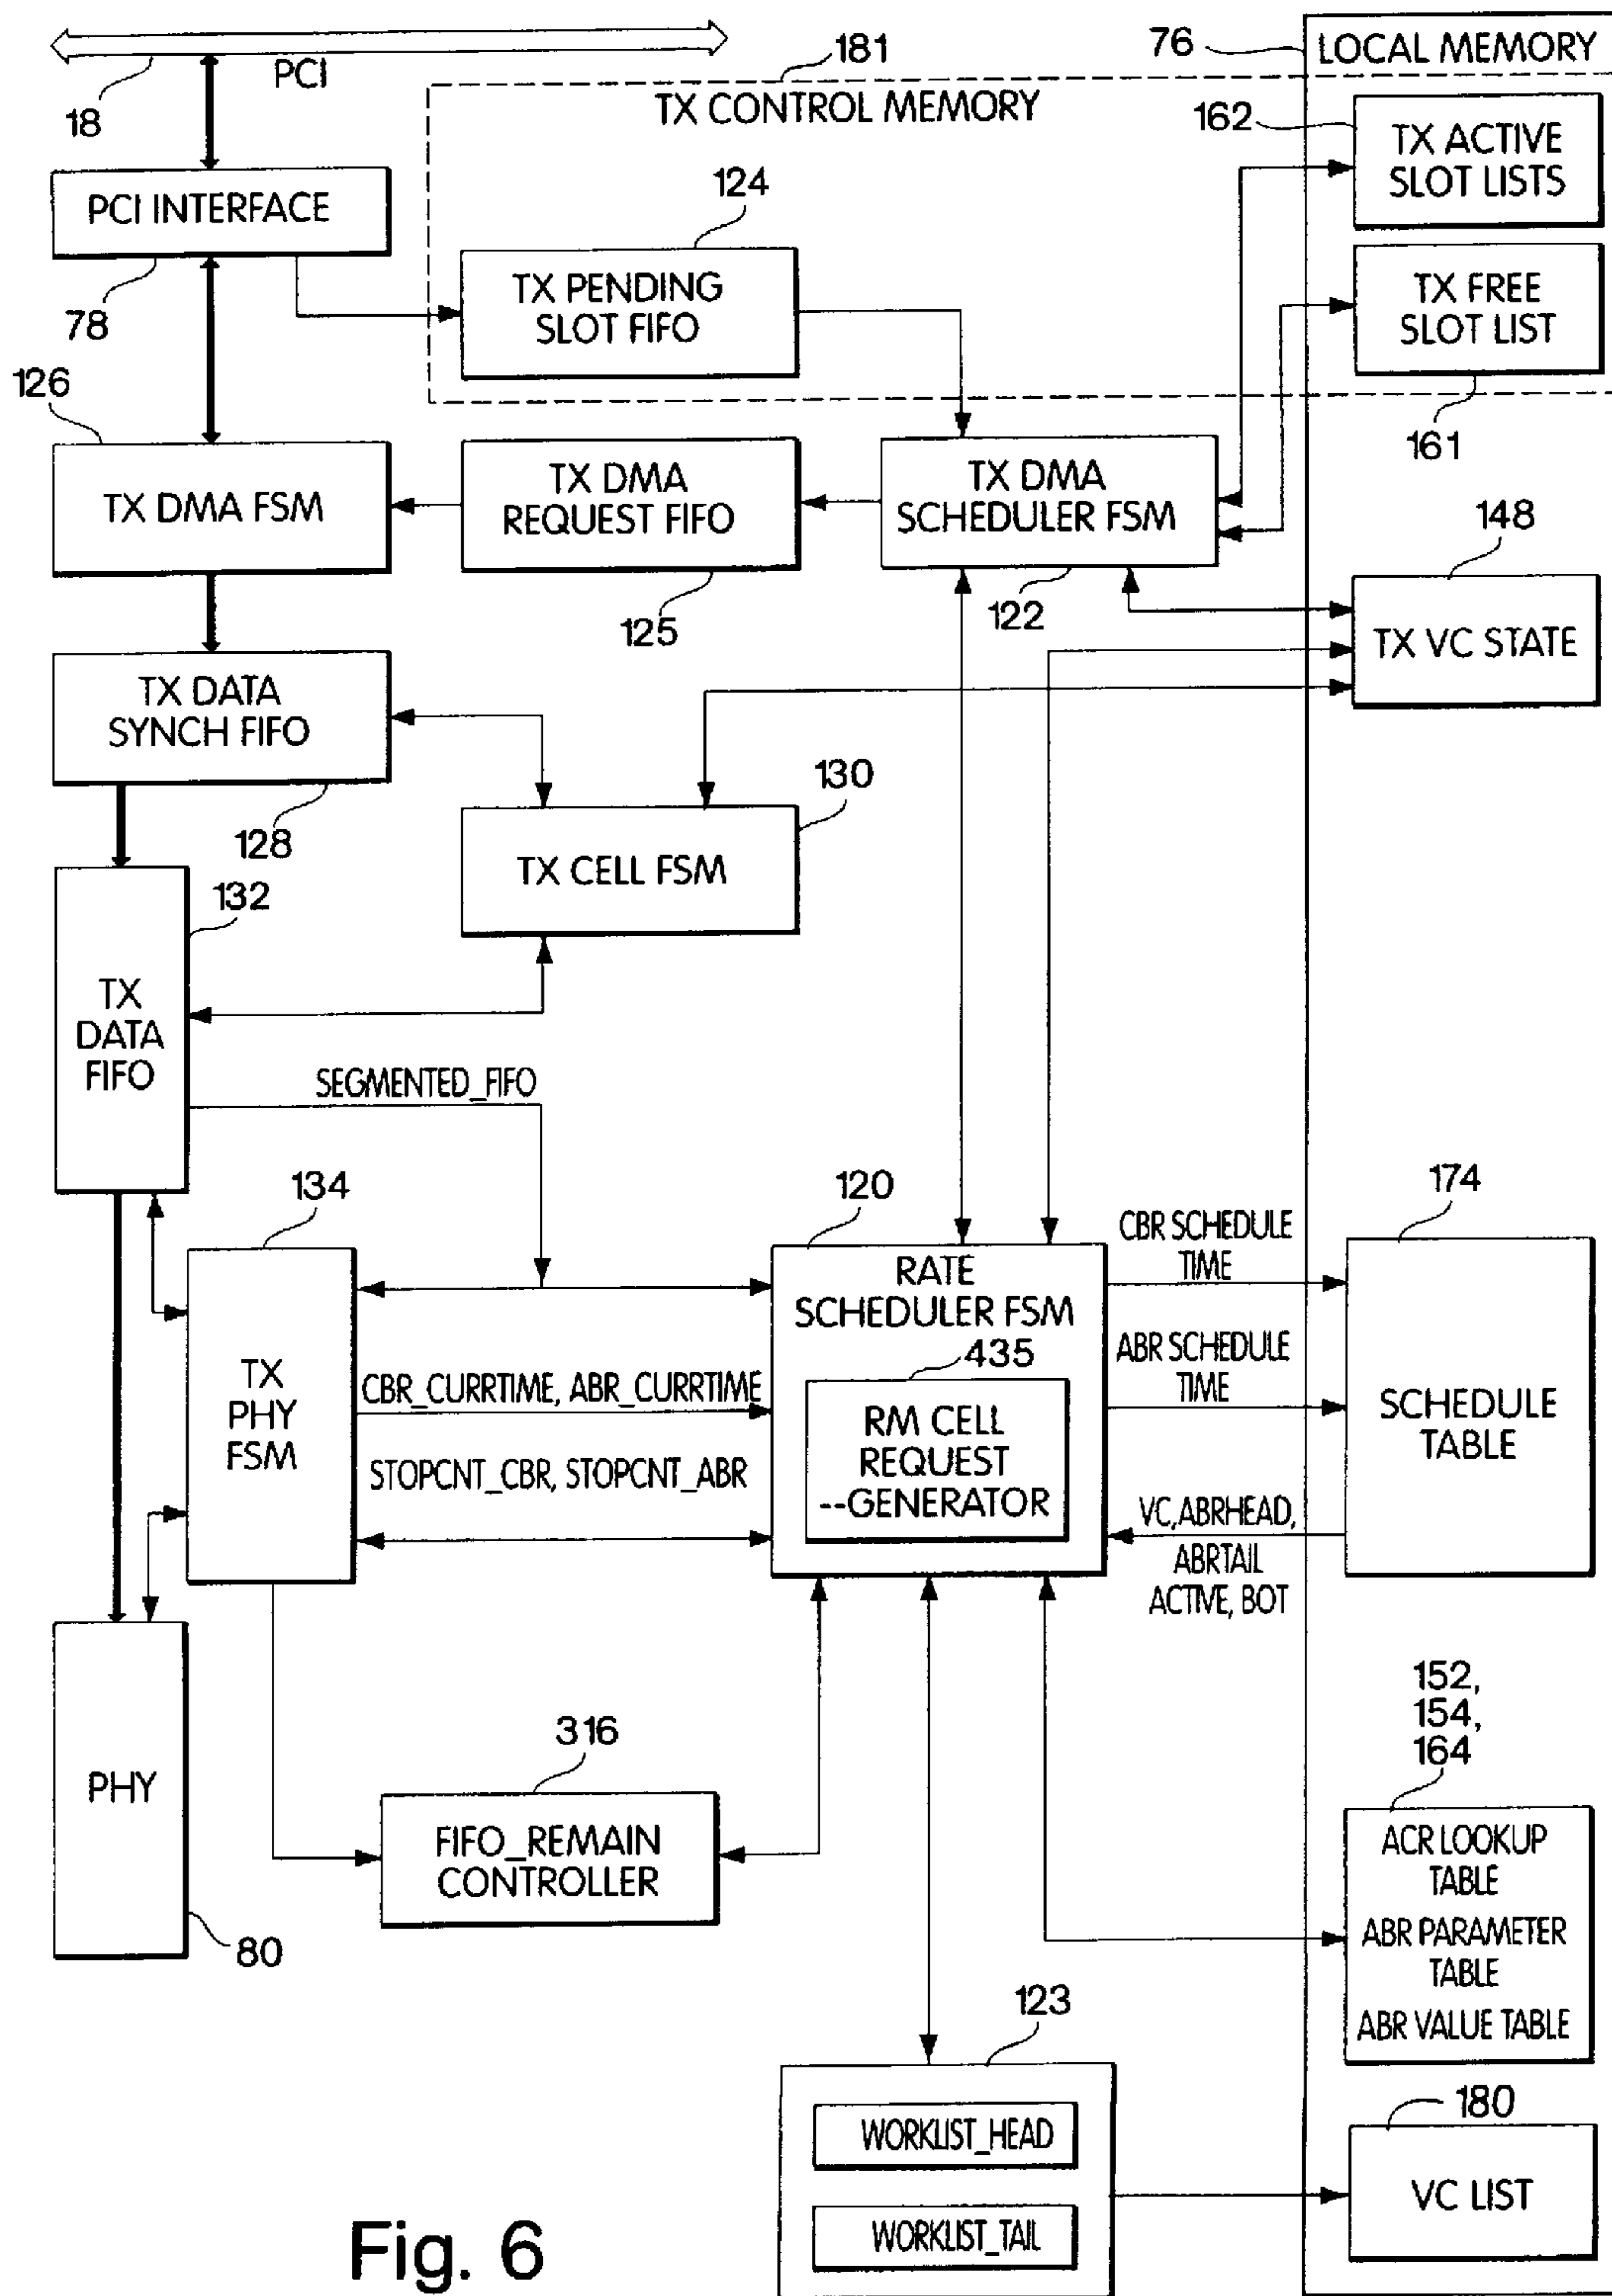 76
LOCAL MEMORY
181
PCI
18
TX CONTROL MEMORY
162
TX ACTIVE
SLOT LISTS
124
PCI INTERFACE
78
TX PENDING
SLOT FIFO
TX FREE
SLOT LIST
161
126
TX DMA FSM
TX DMA
REQUEST FIFO
125
TX DMA
SCHEDULER FSM
122
148
TX VC STATE
TX DATA
SYNCH FIFO
128
130
TX CELL FSM
132
TX
DATA
FIFO
SEGMENTED_FIFO
134
TX
PHY
FSM
120
RATE
SCHEDULER FSM
435
RM CELL
REQUEST
--GENERATOR
CBR_CURRTIME, ABR_CURRTIME
STOPCNT_CBR, STOPCNT_ABR
CBR SCHEDULE
TIME
ABR SCHEDULE
TIME
VC,ABRHEAD,
ABRTAIL
ACTIVE, BOT
174
SCHEDULE
TABLE
PHY
80
316
FIFO_REMAIN
CONTROLLER
152,
154,
164
ACR LOOKUP
TABLE
ABR PARAMETER
TABLE
ABR VALUE TABLE
123
WORKLIST_HEAD
WORKLIST_TAIL
180
VC LIST
Fig. 6